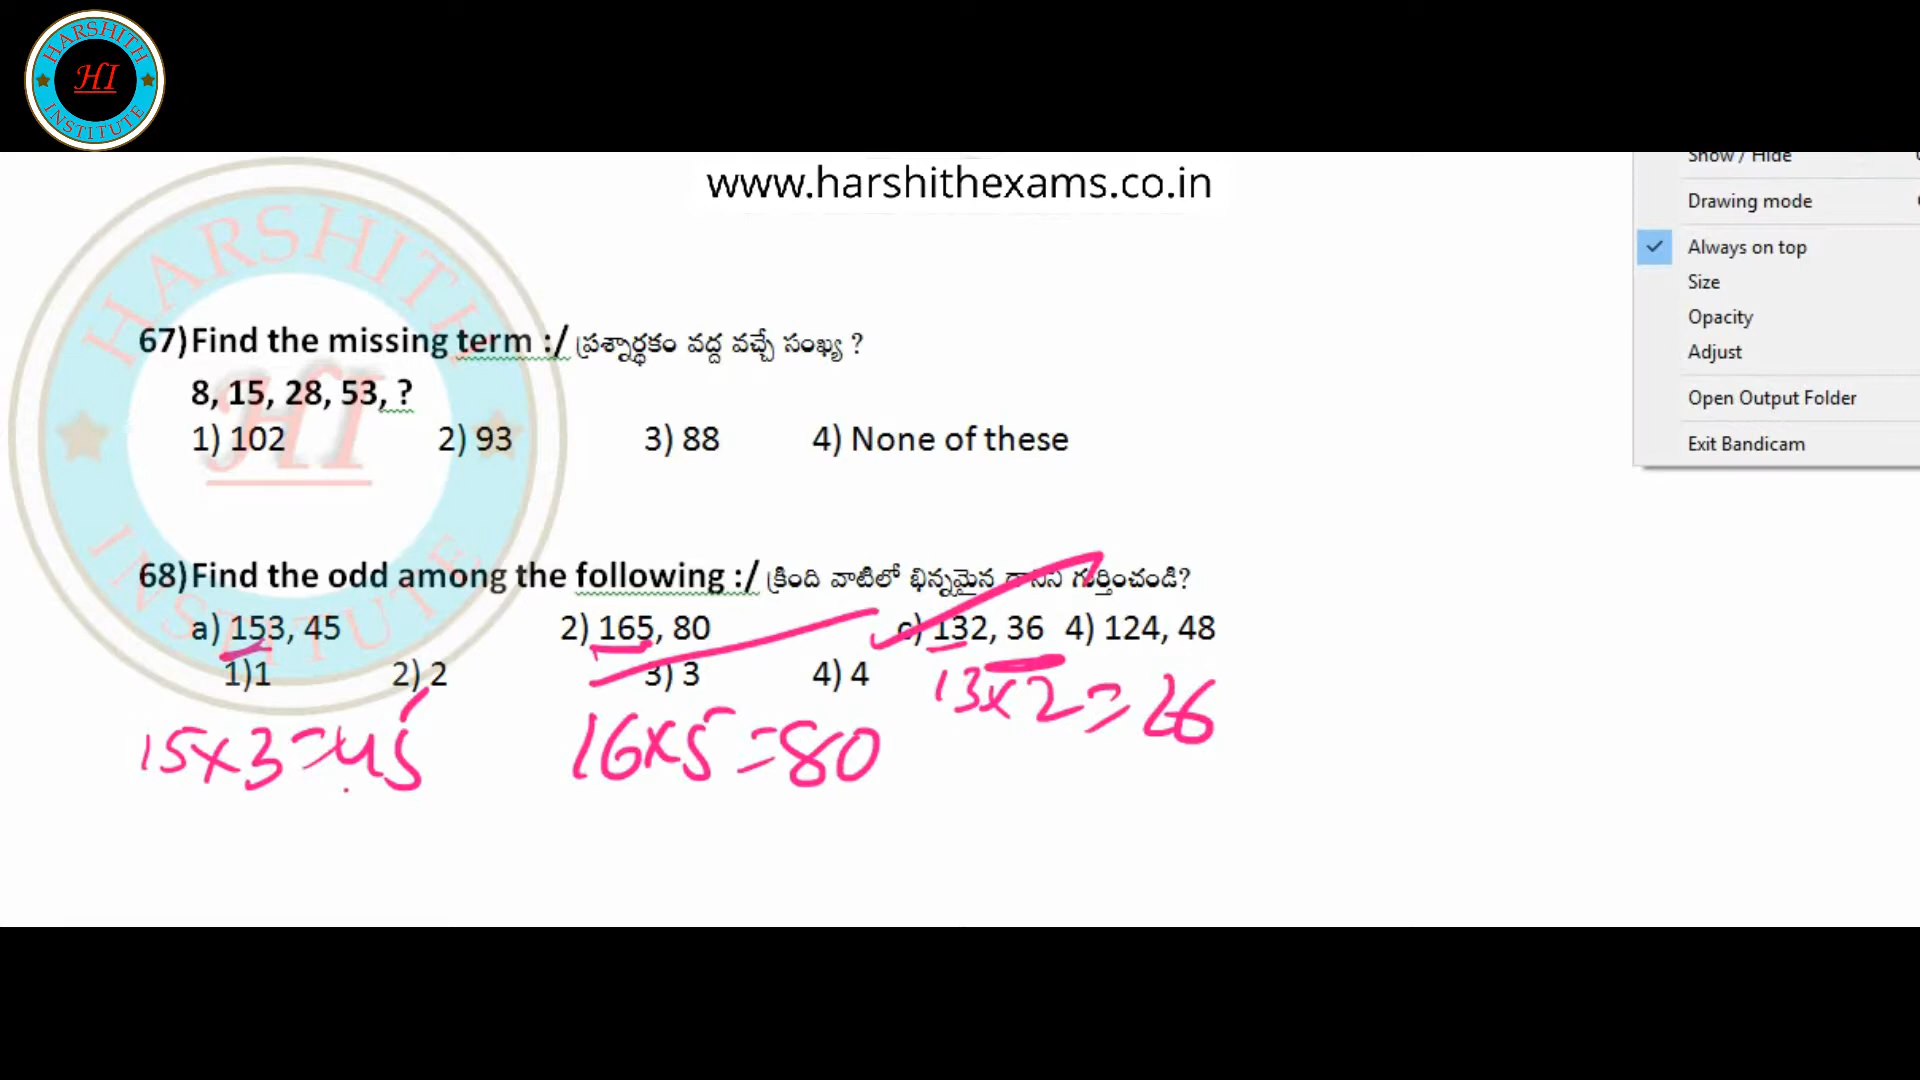 HARSHITH
HI
INSTITUTE
www.harshithexams.co.in
Show / Hide
Drawing mode
Always on top
Size
Opacity
Adjust
Open Output Folder
Exit Bandicam
HARSHITH
HI
INSTITUTE
67)Find the missing term :/ ప్రశ్నార్థకం వద్ద వచ్చే సంఖ్య ?
8, 15, 28, 53, ?
1) 102 2) 93 3) 88 4) None of these
68)Find the odd among the following :/ క్రింది వాటిలో భిన్నమైన దానిని గుర్తించండి?
a) 153, 45 2) 165, 80 c) 132, 36 4) 124, 48
1)1 2) 2 3) 3 4) 4
13x2=26
15x3=45 16x5=80